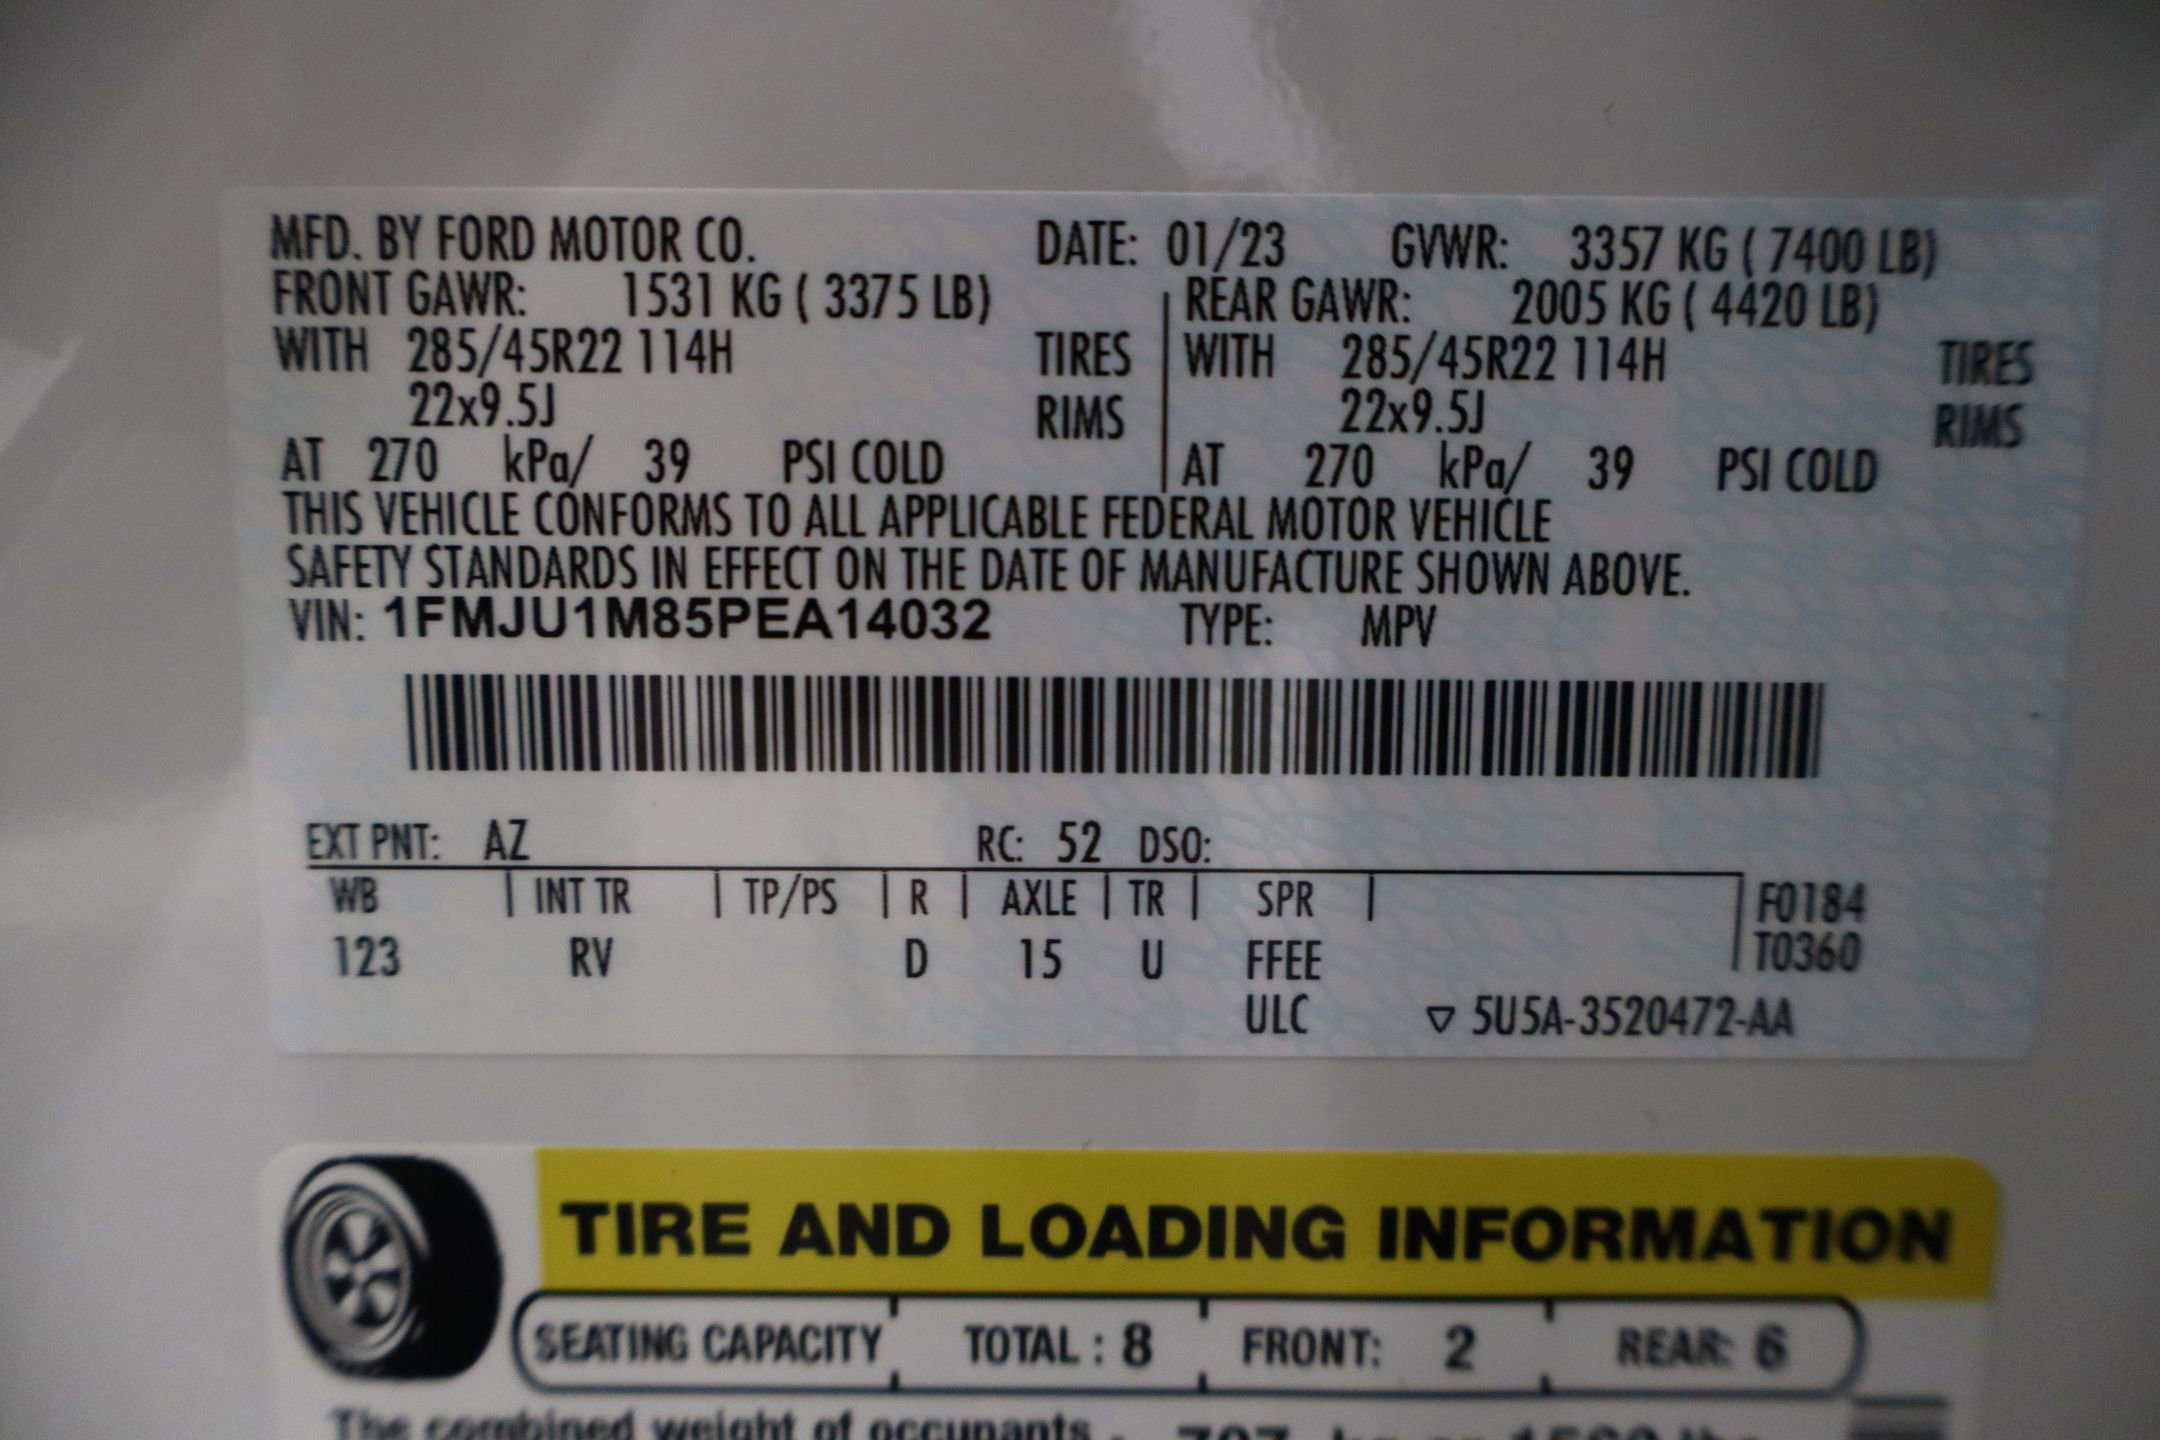 MFD. BY FORD MOTOR CO. DATE: 01/23 GVWR: 3357 KG ( 7400 LB)
FRONT GAWR: 1531 KG ( 3375 LB) REAR GAWR: 2005 KG ( 4420 LB)
WITH 285/45R22 114H TIRES WITH 285/45R22 114H TIRES
22x9.5J RIMS 22x9.5J RIMS
AT 270 kPa/ 39 PSI COLD AT 270 kPa/ 39 PSI COLD
THIS VEHICLE CONFORMS TO ALL APPLICABLE FEDERAL MOTOR VEHICLE
SAFETY STANDARDS IN EFFECT ON THE DATE OF MANUFACTURE SHOWN ABOVE.
VIN: 1FMJU1M85PEA14032 TYPE: MPV
EXT PNT: AZ RC: 52 DSO:
WB | INT TR | TP/PS | R | AXLE | TR | SPR | F0184
123 RV D 15 U FFEE T0360
ULC ▽ 5U5A-3520472-AA
TIRE AND LOADING INFORMATION
SEATING CAPACITY TOTAL : 8 FRONT: 2 REAR: 6
The combined weight of occupants